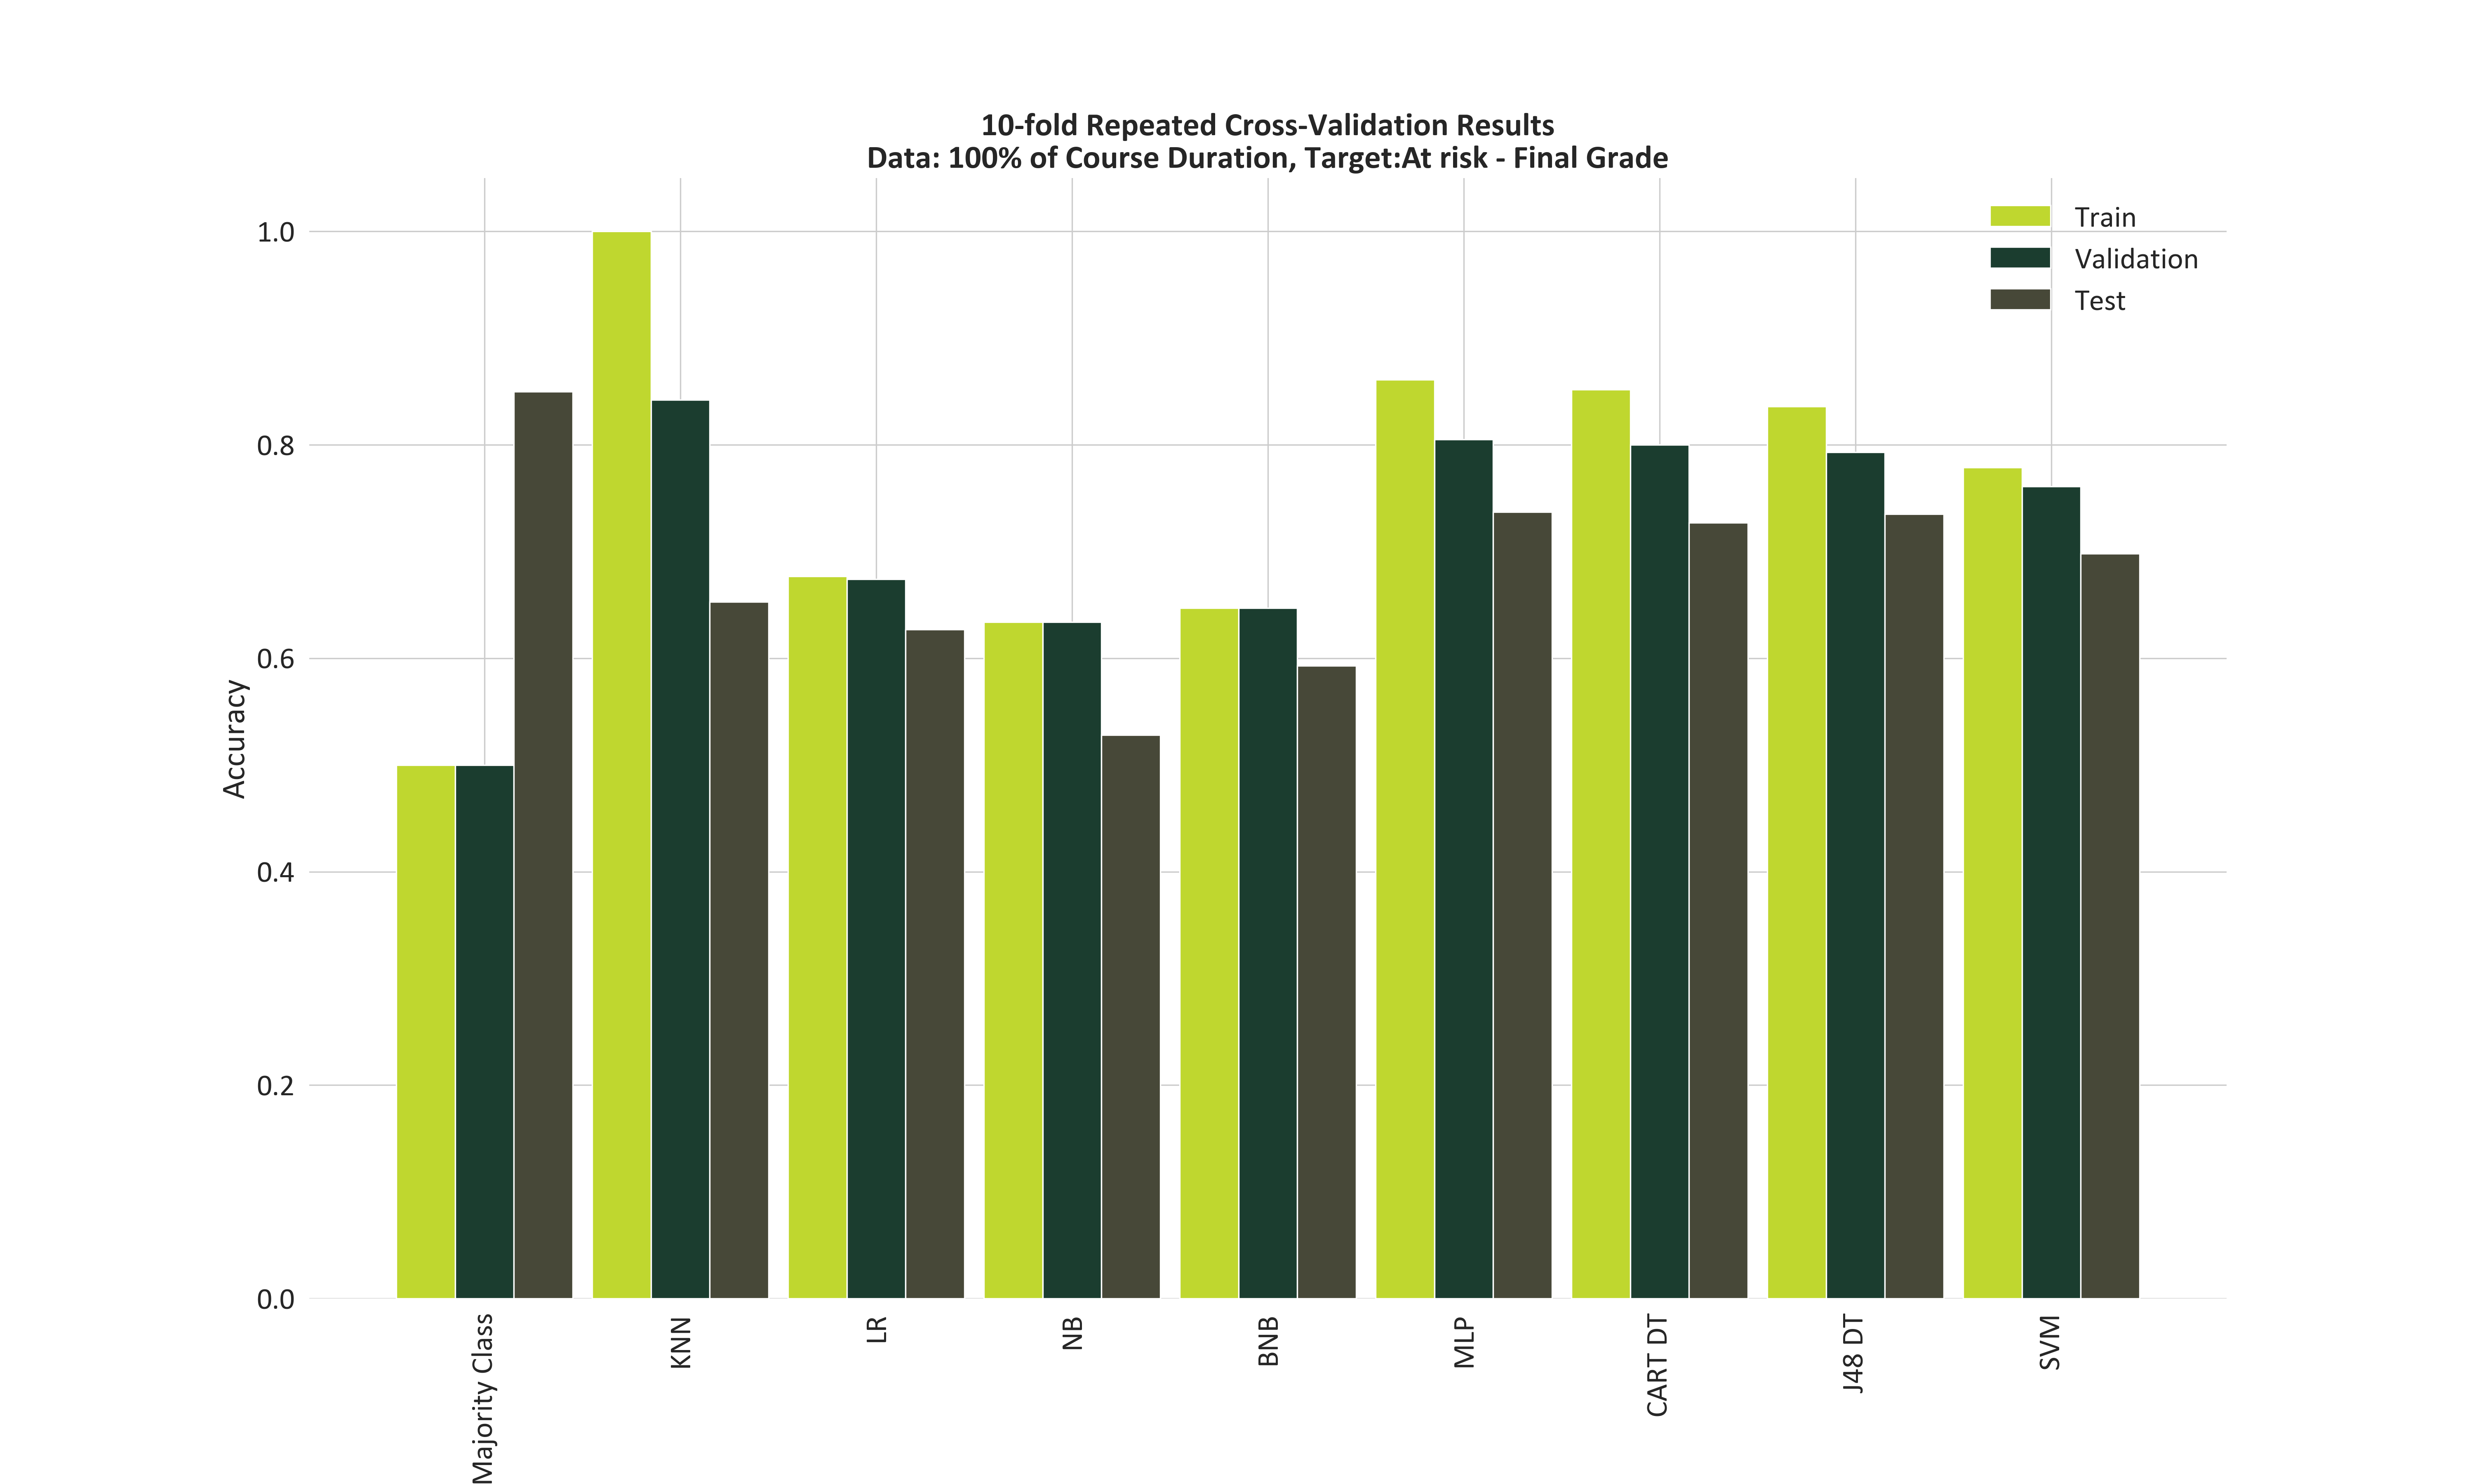 10-fold Repeated Cross-Validation Results
Data: 100% of Course Duration, Target:At risk - Final Grade
Train
Validation
Test
1.0
0.8
0.6
0.4
0.2
0.0
Accuracy
Majority Class
KNN
LR
NB
BNB
MLP
CART DT
J48 DT
SVM